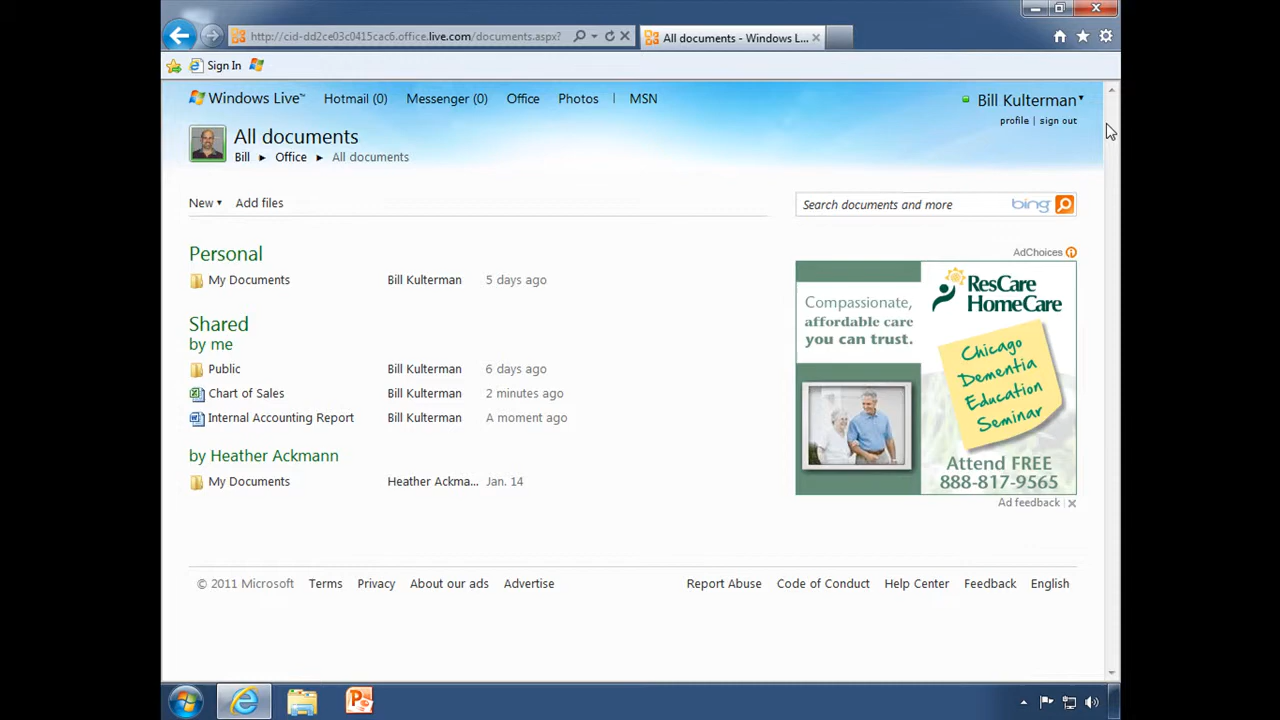 http://cid-dd2ce03c0415cac6.office.live.com/documents.aspx?
All documents - Windows L...
Sign In
Windows Live™ Hotmail (0) Messenger (0) Office Photos | MSN
Bill Kulterman
profile | sign out
All documents
Bill ▸ Office ▸ All documents
New Add files
Search documents and more bing
Personal
My Documents Bill Kulterman 5 days ago
Shared
by me
Public Bill Kulterman 6 days ago
Chart of Sales Bill Kulterman 2 minutes ago
Internal Accounting Report Bill Kulterman A moment ago
by Heather Ackmann
My Documents Heather Ackma... Jan. 14
AdChoices
Compassionate,
affordable care
you can trust.
ResCare
HomeCare
Chicago
Dementia
Education
Seminar
Attend FREE
888-817-9565
Ad feedback |
© 2011 Microsoft Terms Privacy About our ads Advertise Report Abuse Code of Conduct Help Center Feedback English